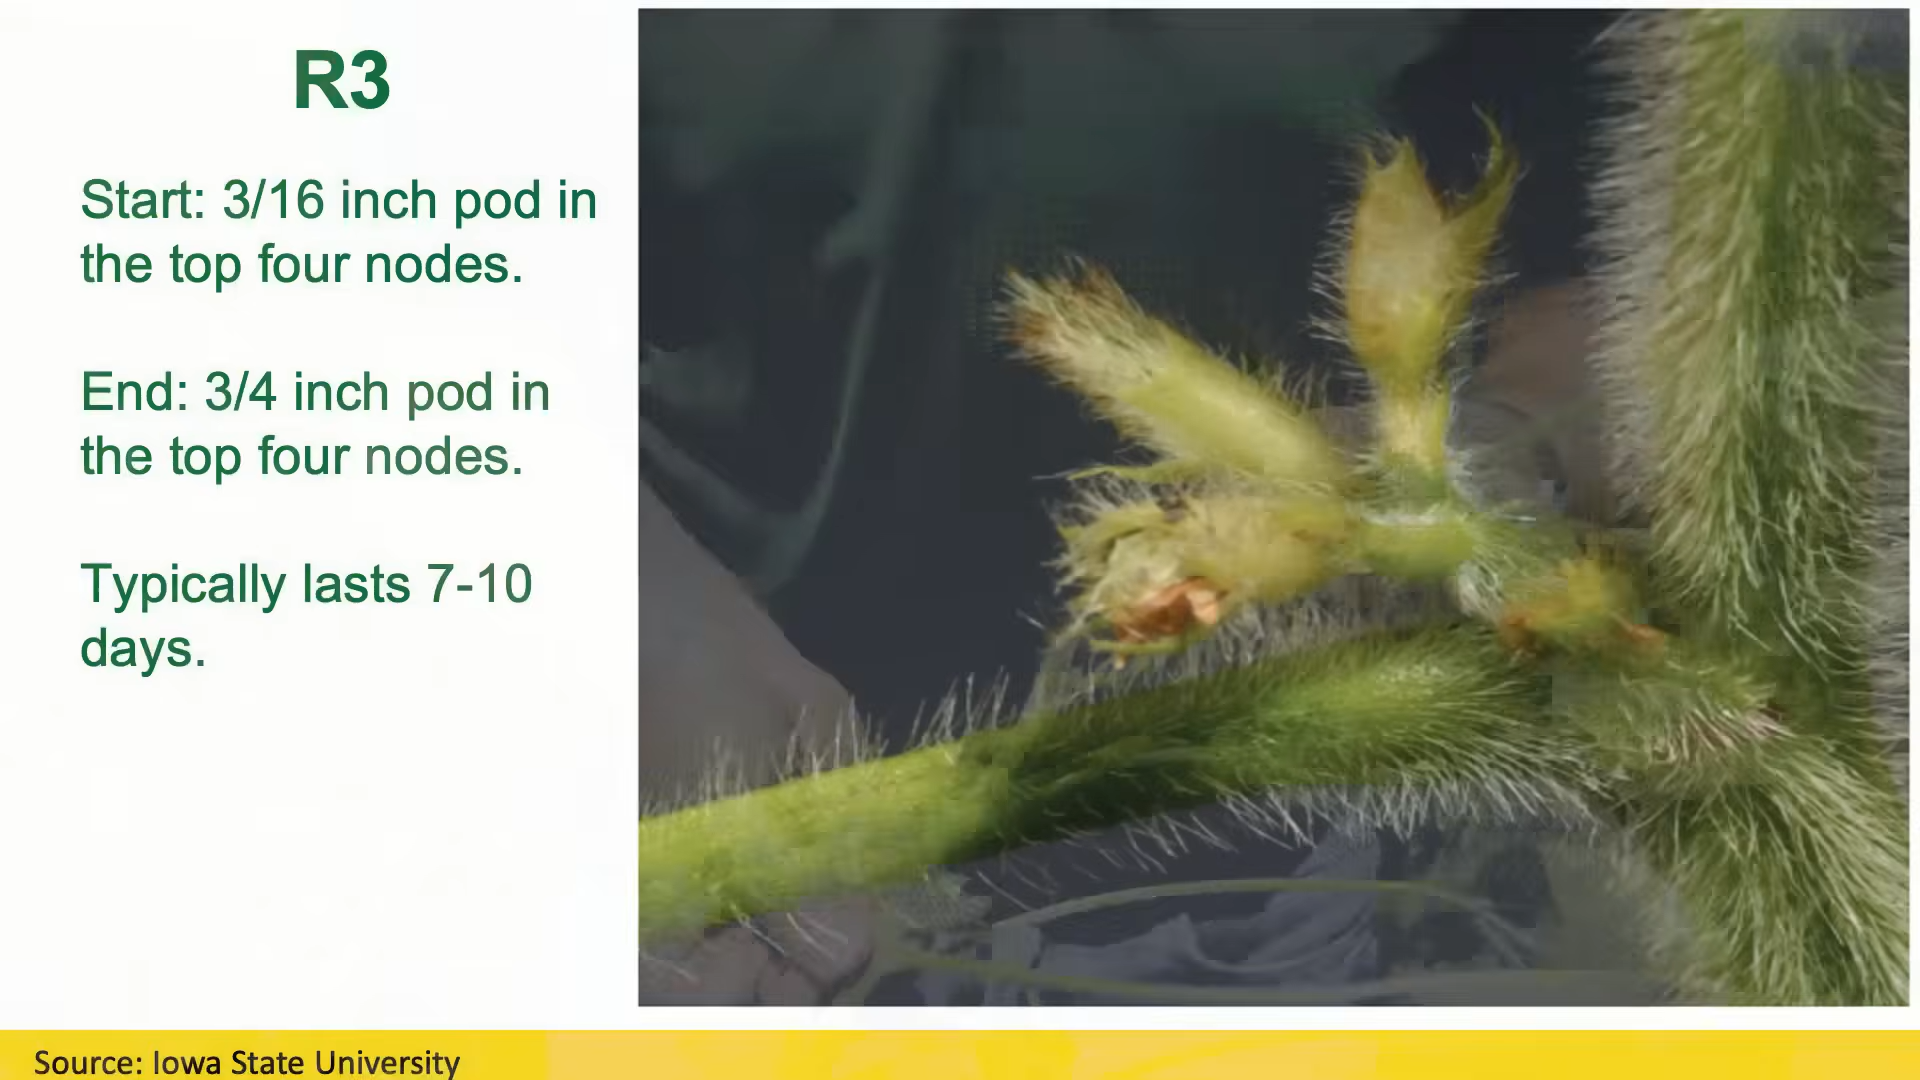 R3
Start: 3/16 inch pod in
the top four nodes.
End: 3/4 inch pod in
the top four nodes.
Typically lasts 7-10
days.
Source: Iowa State University